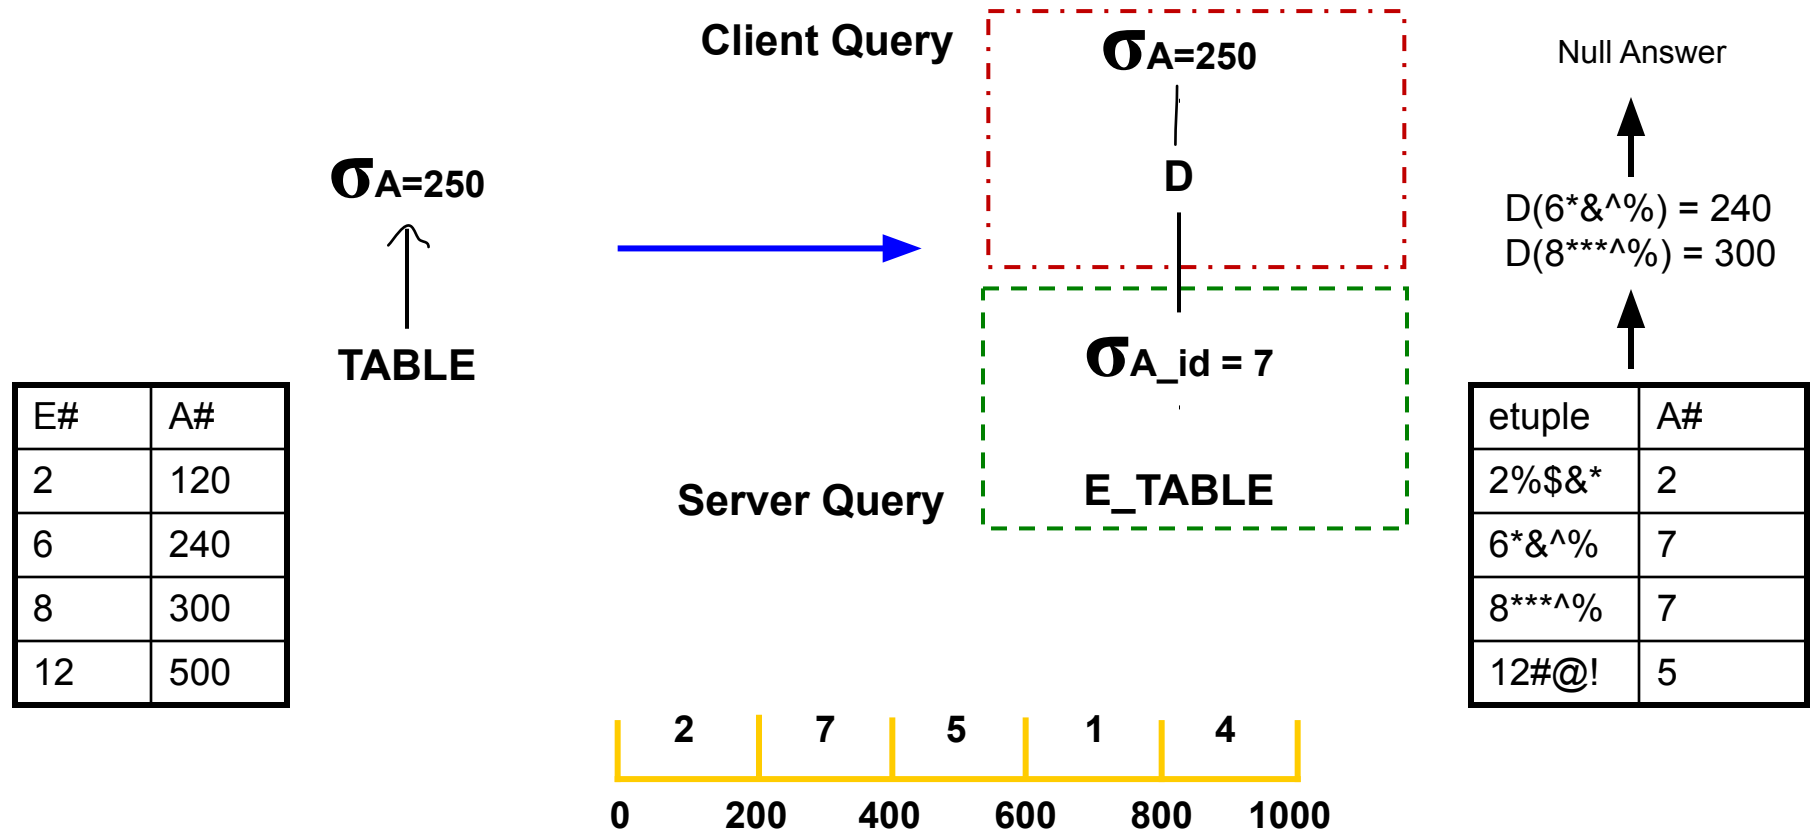 Client Query
σA=250
D
Null Answer
D(6*&^%) = 240
D(8***^%) = 300
σA=250
TABLE
E# A#
2 120
6 240
8 300
12 500
σA_id = 7
E_TABLE
Server Query
etuple A#
2%$&* 2
6*&^% 7
8***^% 7
12#@! 5
2 7 5 1 4
0 200 400 600 800 1000